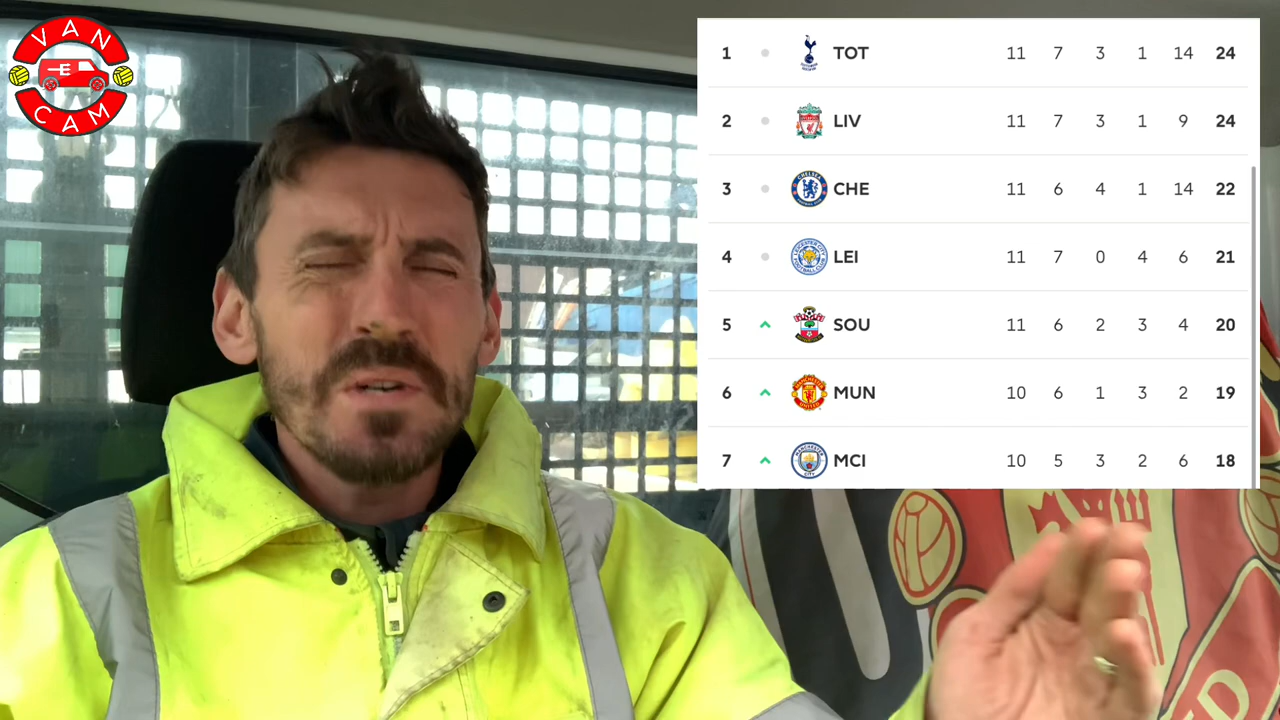 VAN
E
CAM
1 TOT 11 7 3 1 14 24
2 LIV 11 7 3 1 9 24
3 CHE 11 6 4 1 14 22
4 LEI 11 7 0 4 6 21
5 SOU 11 6 2 3 4 20
6 MUN 10 6 1 3 2 19
7 MCI 10 5 3 2 6 18
ED